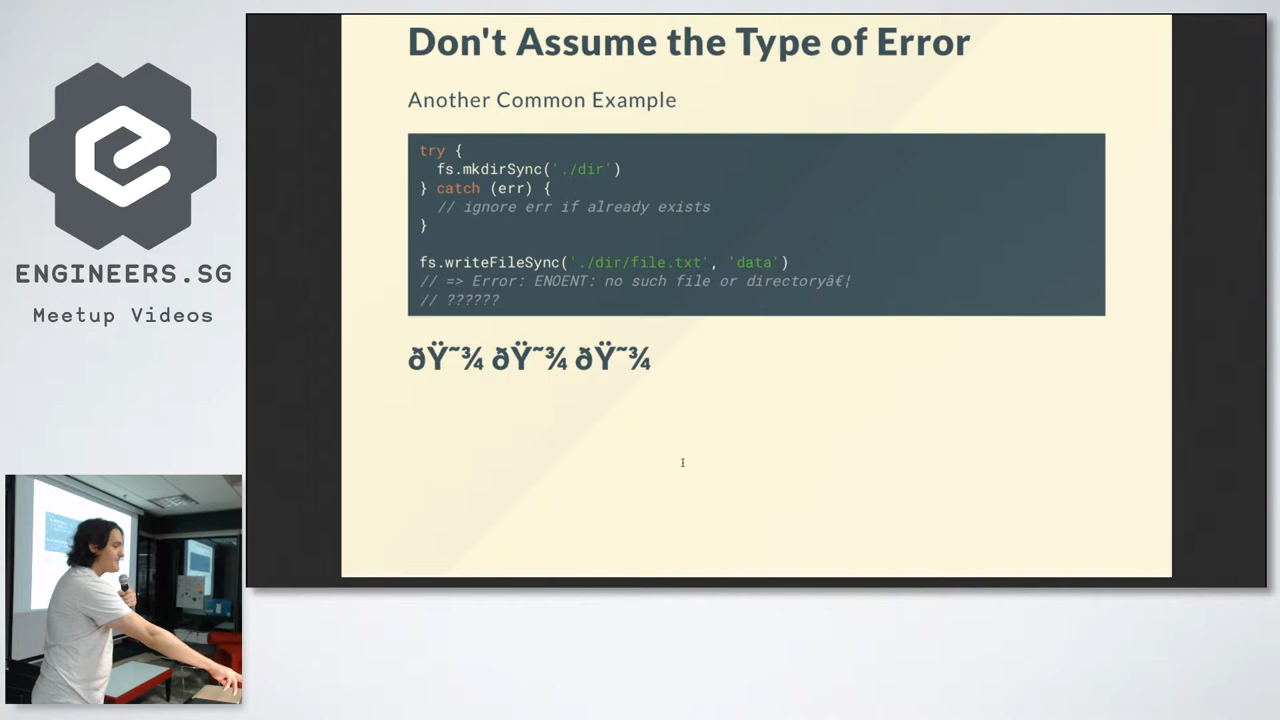 Don't Assume the Type of Error
Another Common Example
try {
  fs.mkdirSync('./dir')
} catch (err) {
  // ignore err if already exists
}
fs.writeFileSync('./dir/file.txt', 'data')
// => Error: ENOENT: no such file or directoryâ€¦
// ??????
ðŸ˜¾ ðŸ˜¾ ðŸ˜¾
ENGINEERS.SG
Meetup Videos